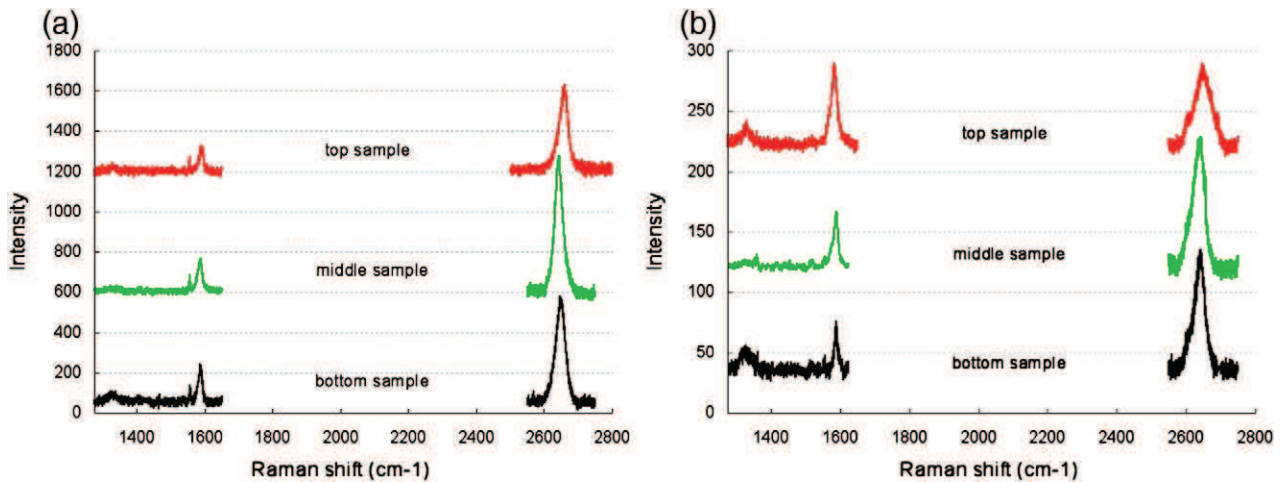 (a)
1800
1600
1400
1200
1000
800
600
400
200
0
Intensity
top sample
middle sample
bottom sample
1400 1600 1800 2000 2200 2400 2600 2800
Raman shift (cm-1)
(b)
300
250
200
150
100
50
0
Intensity
top sample
middle sample
bottom sample
1400 1600 1800 2000 2200 2400 2600 2800
Raman shift (cm-1)